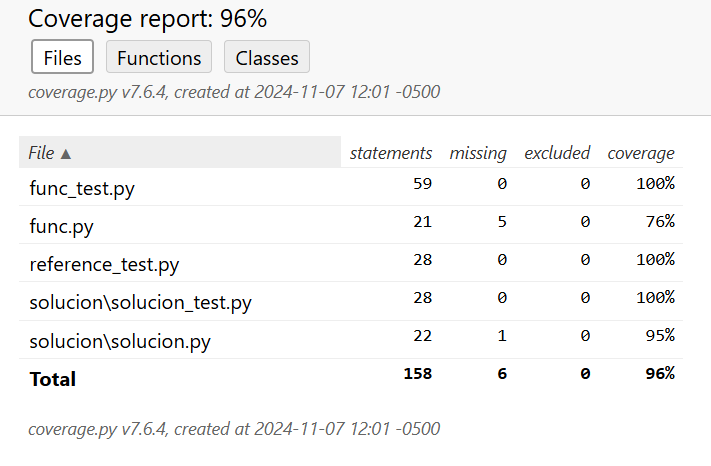 Coverage report: 96%
Files Functions Classes
coverage.py v7.6.4, created at 2024-11-07 12:01 -0500
File ▲ statements missing excluded coverage
func_test.py 59 0 0 100%
func.py 21 5 0 76%
reference_test.py 28 0 0 100%
solucion\solucion_test.py 28 0 0 100%
solucion\solucion.py 22 1 0 95%
Total 158 6 0 96%
coverage.py v7.6.4, created at 2024-11-07 12:01 -0500